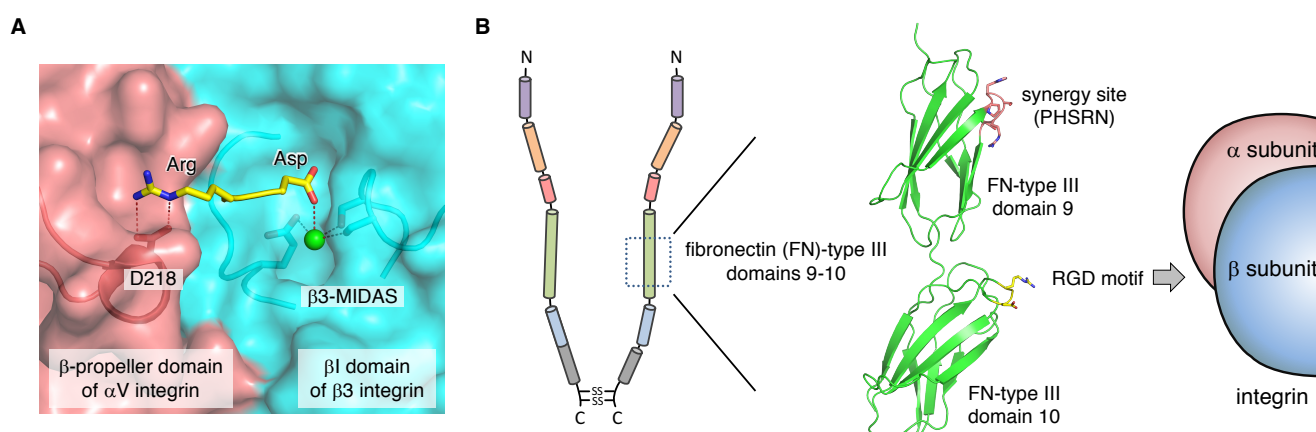 A
Arg
Asp
D218
β3-MIDAS
β-propeller domain
of αV integrin
βI domain
of β3 integrin
B
N
N
SS
SS
C
C
fibronectin (FN)-type III
domains 9-10
synergy site
(PHSRN)
FN-type III
domain 9
RGD motif
FN-type III
domain 10
α subunit
β subunit
integrin